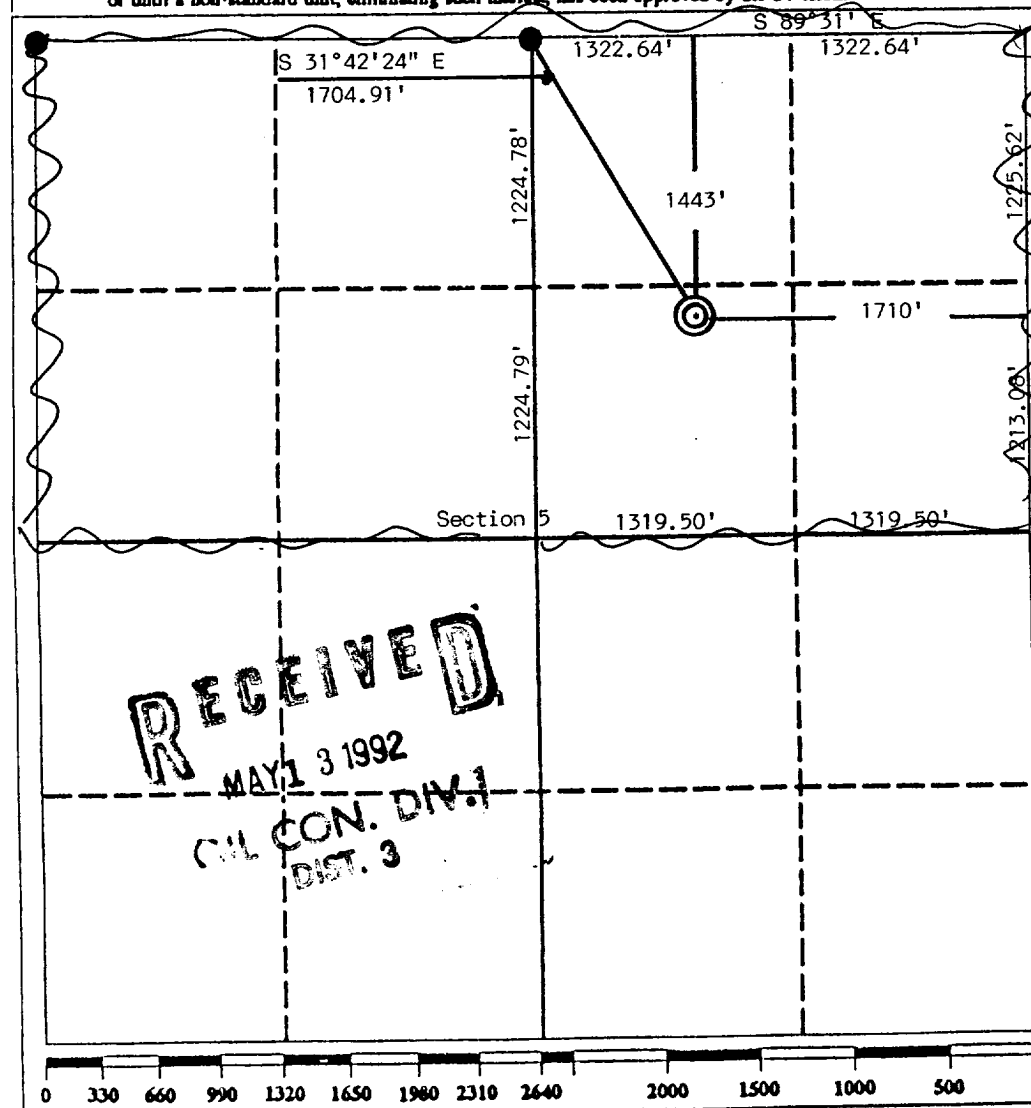 S 89°31' E
1322.64' 1322.64'
S 31°42'24" E
1704.91'
1224.78'
1225.62'
1443'
1710'
1224.79'
1213.08'
Section 5 1319.50' 1319.50'
RECEIVED
MAY 1 3 1992
OIL CON. DIV.
DIST. 3
0 330 660 990 1320 1650 1980 2310 2640 2000 1500 1000 500